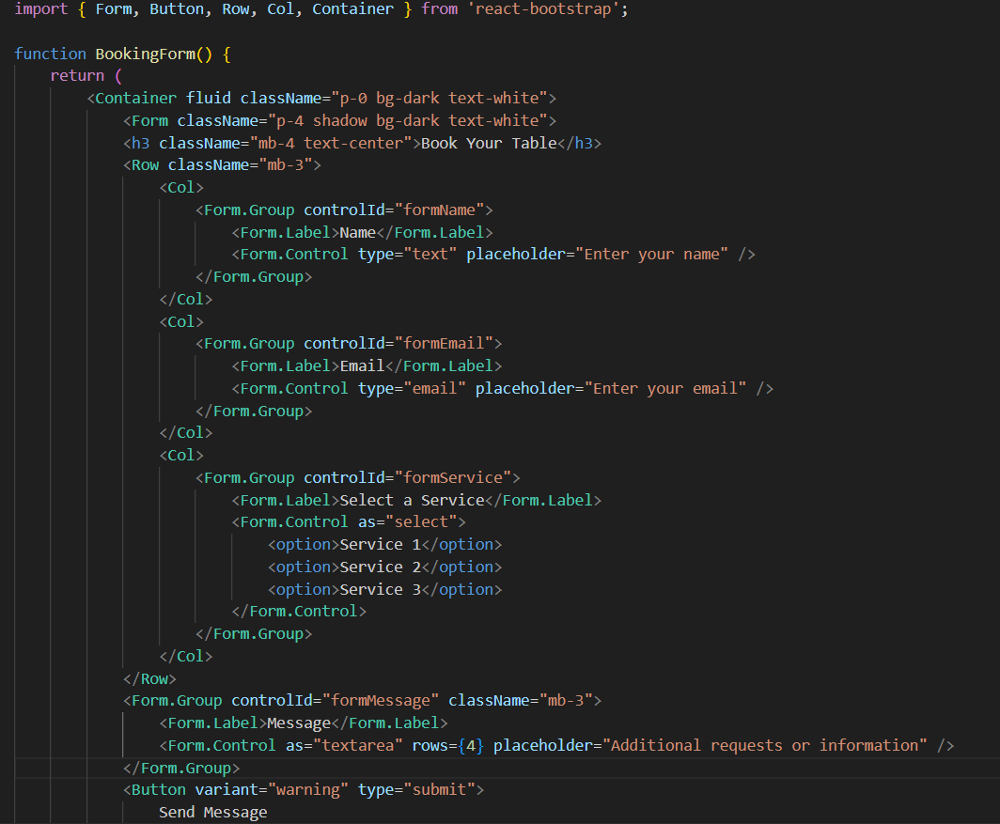 import { Form, Button, Row, Col, Container } from 'react-bootstrap';

function BookingForm() {
    return (
        <Container fluid className="p-0 bg-dark text-white">
            <Form className="p-4 shadow bg-dark text-white">
            <h3 className="mb-4 text-center">Book Your Table</h3>
            <Row className="mb-3">
                <Col>
                    <Form.Group controlId="formName">
                        <Form.Label>Name</Form.Label>
                        <Form.Control type="text" placeholder="Enter your name" />
                    </Form.Group>
                </Col>
                <Col>
                    <Form.Group controlId="formEmail">
                        <Form.Label>Email</Form.Label>
                        <Form.Control type="email" placeholder="Enter your email" />
                    </Form.Group>
                </Col>
                <Col>
                    <Form.Group controlId="formService">
                        <Form.Label>Select a Service</Form.Label>
                        <Form.Control as="select">
                            <option>Service 1</option>
                            <option>Service 2</option>
                            <option>Service 3</option>
                        </Form.Control>
                    </Form.Group>
                </Col>
            </Row>
            <Form.Group controlId="formMessage" className="mb-3">
                <Form.Label>Message</Form.Label>
                <Form.Control as="textarea" rows={4} placeholder="Additional requests or information" />
            </Form.Group>
            <Button variant="warning" type="submit">
                Send Message